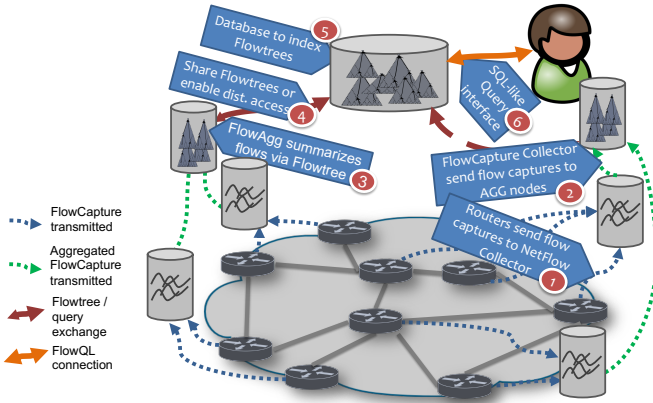 Database to index
Flowtrees
5
Share Flowtrees or
enable dist. access
4
FlowAgg summarizes
flows via Flowtree
3
SQL-like
Query
interface
6
FlowCapture Collector
send flow captures to
AGG nodes
2
Routers send flow
captures to NetFlow
Collector
1
FlowCapture
transmitted
Aggregated
FlowCapture
transmitted
Flowtree /
query
exchange
FlowQL
connection